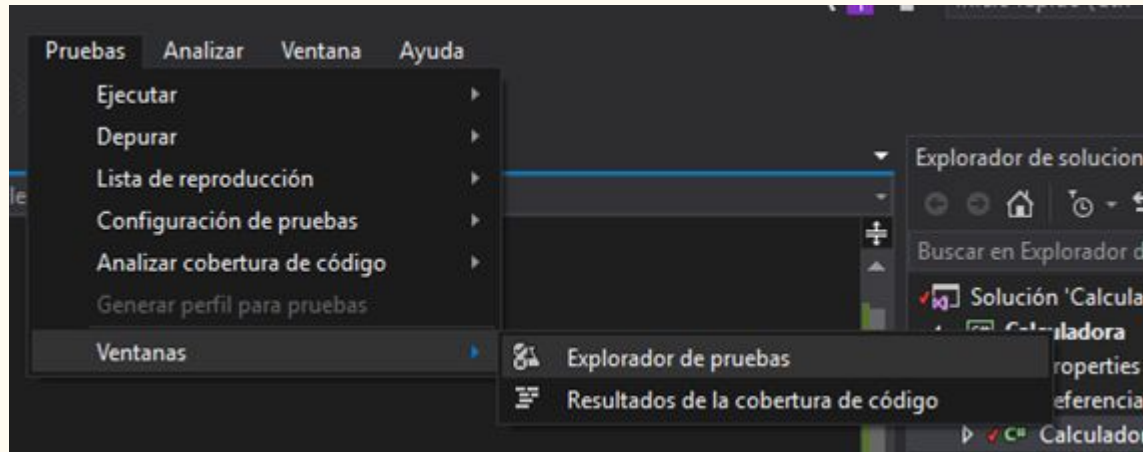 Pruebas Analizar Ventana Ayuda
Ejecutar
Depurar
Lista de reproducción
Configuración de pruebas
Analizar cobertura de código
Generar perfil para pruebas
Ventanas
Explorador de pruebas
Resultados de la cobertura de código
Explorador de solucion
Buscar en Explorador d
Solución 'Calcula
Calculadora
roperties
eferencia
C# Calculado